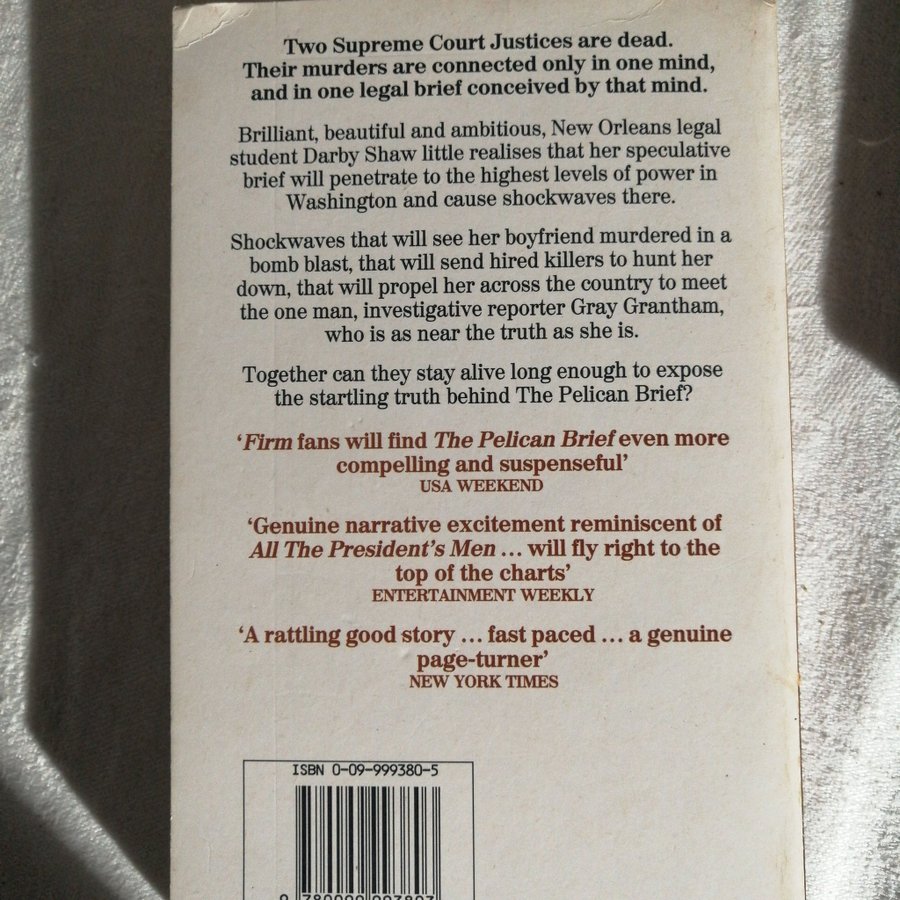 Two Supreme Court Justices are dead.
Their murders are connected only in one mind,
and in one legal brief conceived by that mind.
Brilliant, beautiful and ambitious, New Orleans legal
student Darby Shaw little realises that her speculative
brief will penetrate to the highest levels of power in
Washington and cause shockwaves there.
Shockwaves that will see her boyfriend murdered in a
bomb blast, that will send hired killers to hunt her
down, that will propel her across the country to meet
the one man, investigative reporter Gray Grantham,
who is as near the truth as she is.
Together can they stay alive long enough to expose
the startling truth behind The Pelican Brief?
‘Firm fans will find The Pelican Brief even more
compelling and suspenseful’
USA WEEKEND
‘Genuine narrative excitement reminiscent of
All The President’s Men ... will fly right to the
top of the charts’
ENTERTAINMENT WEEKLY
‘A rattling good story ... fast paced ... a genuine
page-turner’
NEW YORK TIMES
ISBN 0-09-999380-5